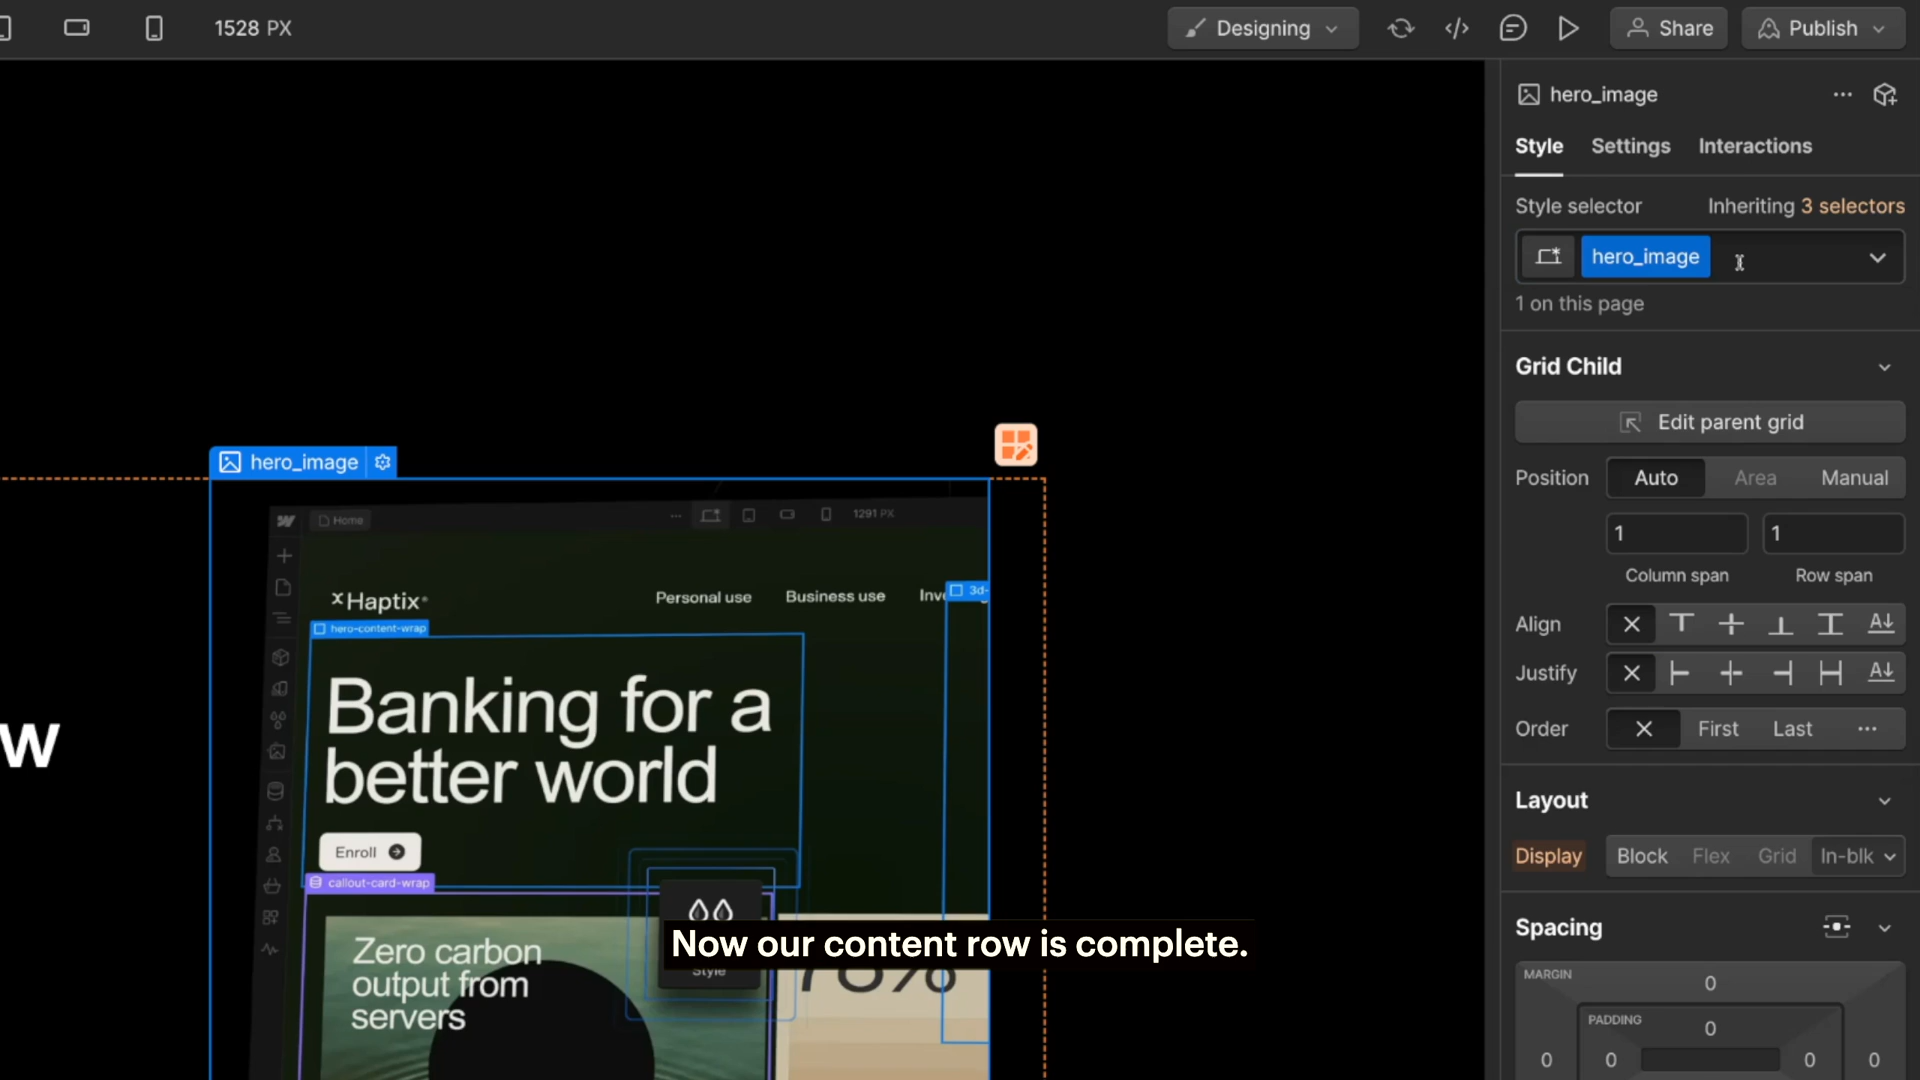 1528 PX
Designing
Share
Publish
hero_image
Style Settings Interactions
Style selector
Inheriting 3 selectors
hero_image
1 on this page
Grid Child
Edit parent grid
Position Auto Area Manual
1 1
Column span Row span
Align
Justify
Order First Last
Layout
Display Block Flex Grid In-blk
Spacing
MARGIN
0
PADDING
0
0 0 0 0
hero_image
Home
1291 PX
Haptix
Personal use Business use
3d-
hero-content-wrap
Banking for a
better world
Enroll
callout-card-wrap
Zero carbon
output from
servers
Style
w
Now our content row is complete.